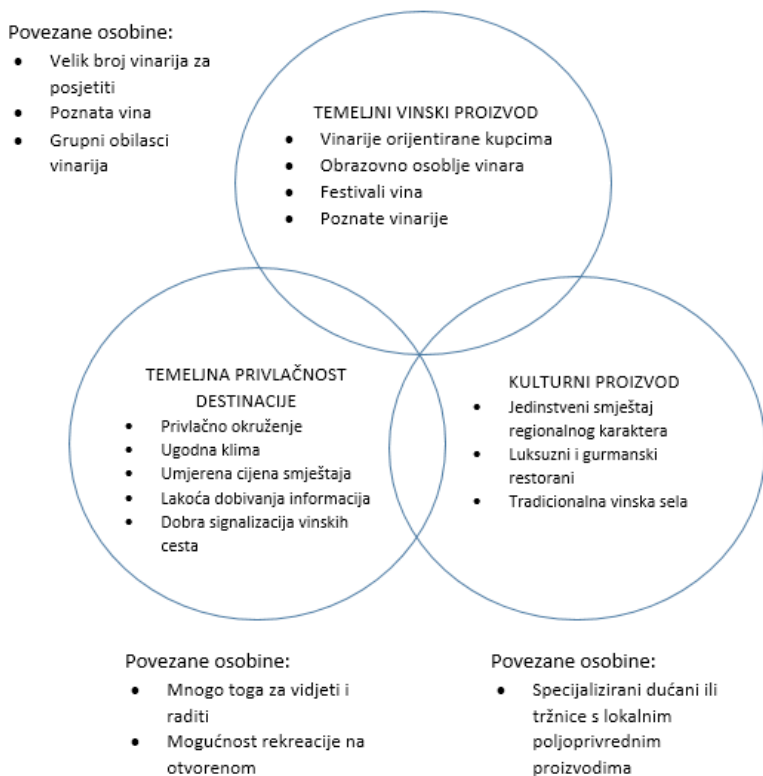 Povezane osobine:
• Velik broj vinarija za
posjetiti
• Poznata vina
• Grupni obilasci
vinarija
TEMELJNI VINSKI PROIZVOD
• Vinarije orijentirane kupcima
• Obrazovno osoblje vinara
• Festivali vina
• Poznate vinarije
TEMELJNA PRIVLAČNOST
DESTINACIJE
• Privlačno okruženje
• Ugodna klima
• Umjerena cijena smještaja
• Lakoća dobivanja informacija
• Dobra signalizacija vinskih
cesta
KULTURNI PROIZVOD
• Jedinstveni smještaj
regionalnog karaktera
• Luksuzni i gurmanski
restorani
• Tradicionalna vinska sela
Povezane osobine:
• Mnogo toga za vidjeti i
raditi
• Mogućnost rekreacije na
otvorenom
Povezane osobine:
• Specijalizirani dućani ili
tržnice s lokalnim
poljoprivrednim
proizvodima